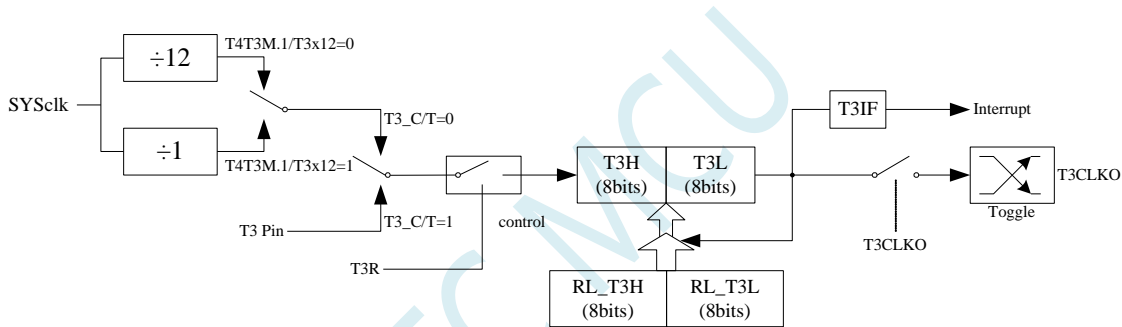 ÷12
T4T3M.1/T3x12=0
SYSclk
÷1
T4T3M.1/T3x12=1
T3_C/T=0
T3_C/T=1
T3 Pin
T3R
control
T3H
(8bits)
T3L
(8bits)
RL_T3H
(8bits)
RL_T3L
(8bits)
T3IF
Interrupt
T3CLKO
Toggle
T3CLKO
MCU